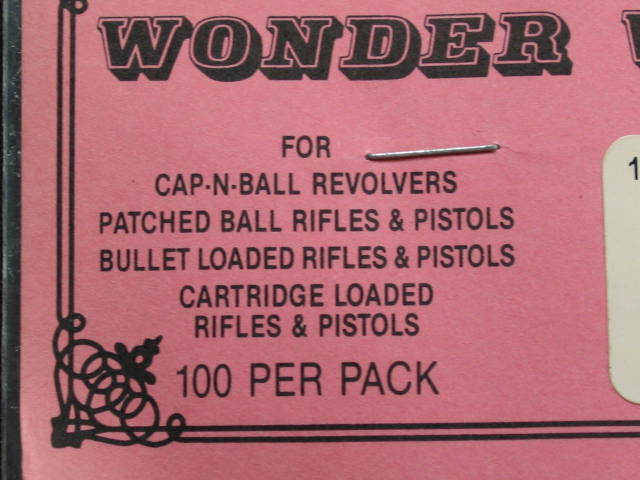 WONDER
FOR
CAP-N-BALL REVOLVERS
PATCHED BALL RIFLES & PISTOLS
BULLET LOADED RIFLES & PISTOLS
CARTRIDGE LOADED
RIFLES & PISTOLS
100 PER PACK
1